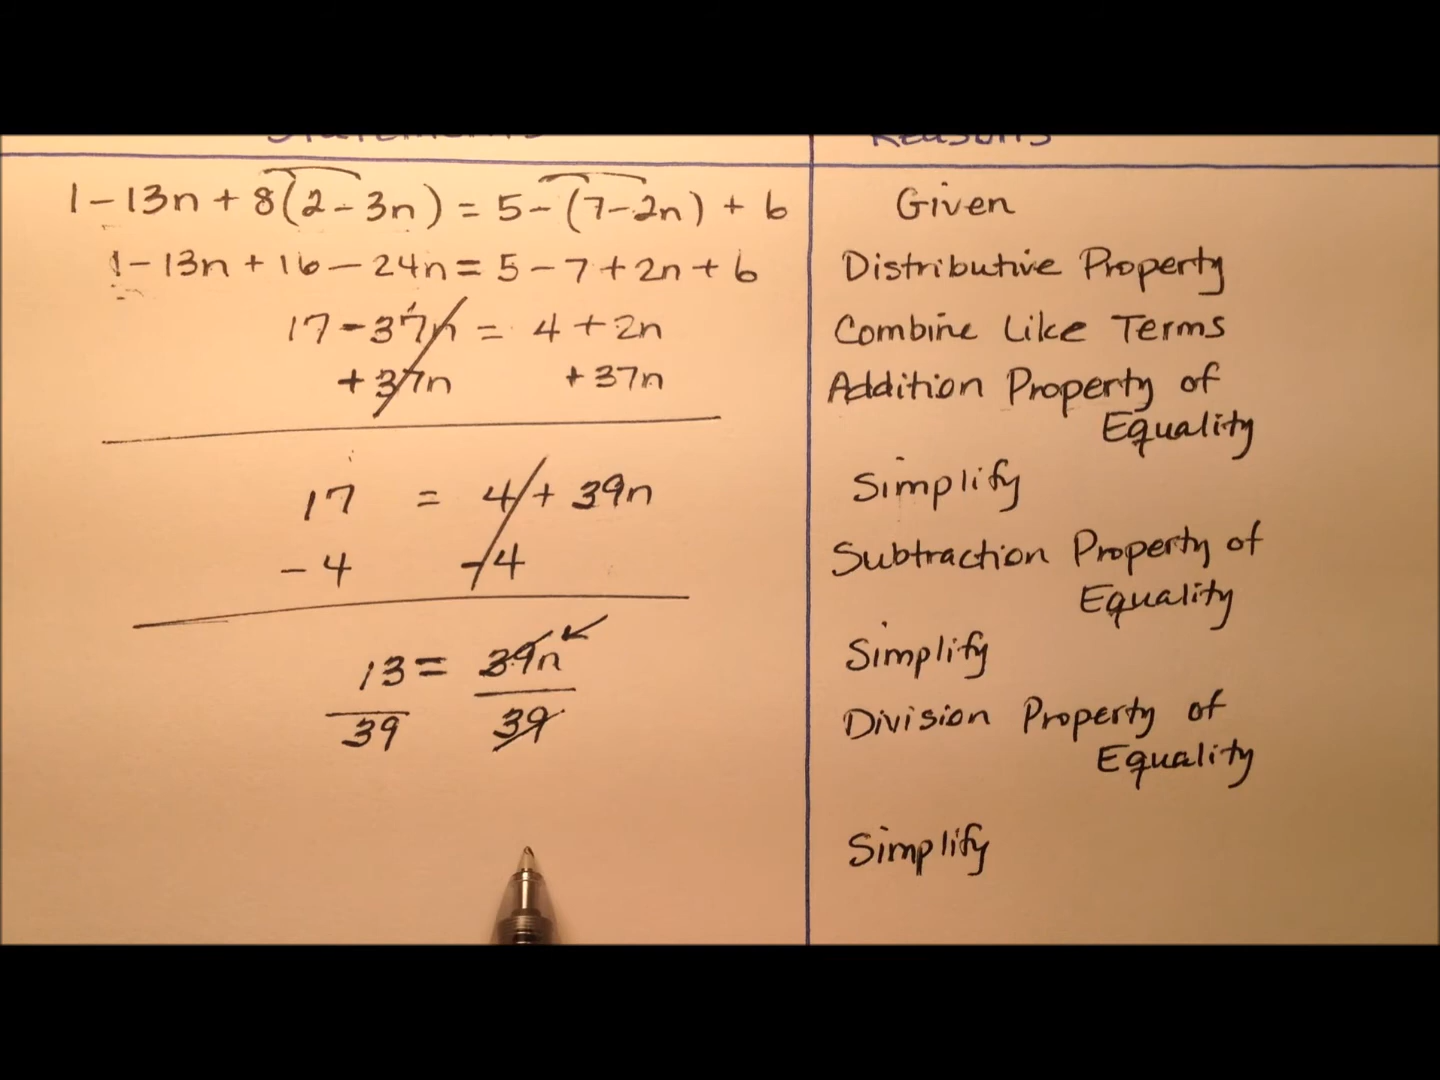 Statements Reasons
1 - 13n + 8(2 - 3n) = 5 - (7 - 2n) + 6 Given
1 - 13n + 16 - 24n = 5 - 7 + 2n + 6 Distributive Property
17 - 37n = 4 + 2n Combine Like Terms
+ 37n + 37n Addition Property of
Equality
17 = 4 + 39n Simplify
- 4 - 4 Subtraction Property of
Equality
13 = 39n Simplify
39 39 Division Property of
Equality
Simplify